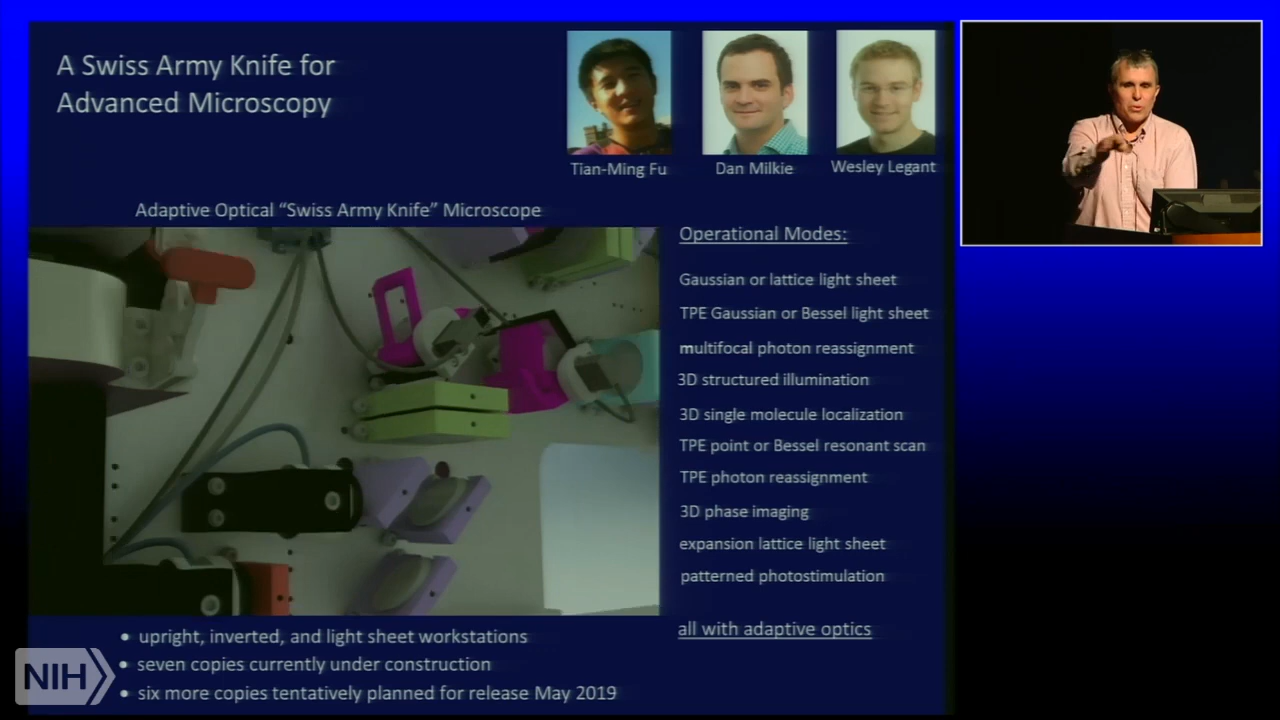 A Swiss Army Knife for
Advanced Microscopy
Tian-Ming Fu
Dan Milkie
Wesley Legant
Adaptive Optical “Swiss Army Knife” Microscope
Operational Modes:
Gaussian or lattice light sheet
TPE Gaussian or Bessel light sheet
multifocal photon reassignment
3D structured illumination
3D single molecule localization
TPE point or Bessel resonant scan
TPE photon reassignment
3D phase imaging
expansion lattice light sheet
patterned photostimulation
all with adaptive optics
• upright, inverted, and light sheet workstations
• seven copies currently under construction
• six more copies tentatively planned for release May 2019
NIH